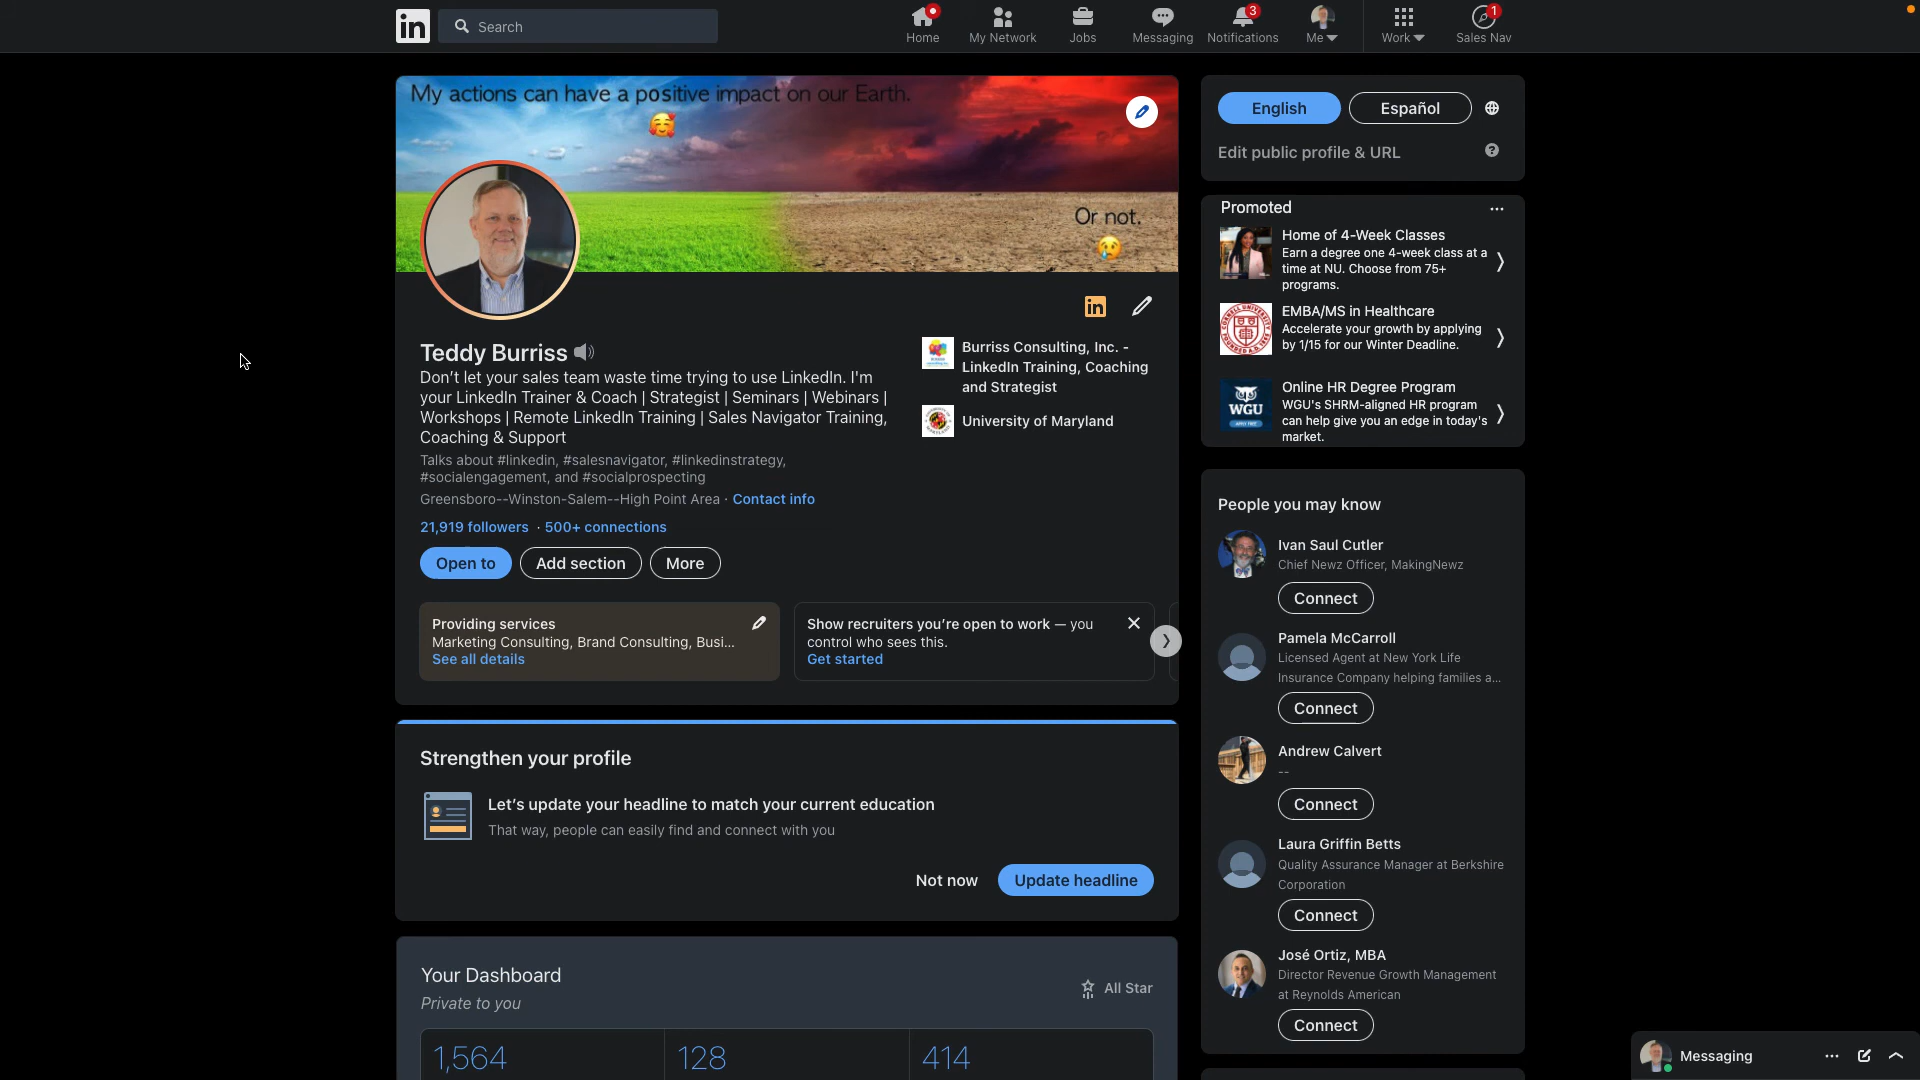 in
Search
Home
My Network
Jobs
Messaging
3
Notifications
Me
Work
1
Sales Nav
My actions can have a positive impact on our Earth.
Or not.
in
Teddy Burriss
Don't let your sales team waste time trying to use LinkedIn. I'm
your LinkedIn Trainer & Coach | Strategist | Seminars | Webinars |
Workshops | Remote LinkedIn Training | Sales Navigator Training,
Coaching & Support
Talks about #linkedin, #salesnavigator, #linkedinstrategy,
#socialengagement, and #socialprospecting
Greensboro--Winston-Salem--High Point Area · Contact info
21,919 followers · 500+ connections
Burriss Consulting, Inc. -
LinkedIn Training, Coaching
and Strategist
University of Maryland
Open to
Add section
More
Providing services
Marketing Consulting, Brand Consulting, Busi...
See all details
Show recruiters you're open to work — you
control who sees this.
Get started
Strengthen your profile
Let's update your headline to match your current education
That way, people can easily find and connect with you
Not now
Update headline
Your Dashboard
Private to you
All Star
1,564
128
414
English
Español
Edit public profile & URL
Promoted
Home of 4-Week Classes
Earn a degree one 4-week class at a
time at NU. Choose from 75+
programs.
EMBA/MS in Healthcare
Accelerate your growth by applying
by 1/15 for our Winter Deadline.
WGU
Online HR Degree Program
WGU's SHRM-aligned HR program
can help give you an edge in today's
market.
People you may know
Ivan Saul Cutler
Chief Newz Officer, MakingNewz
Connect
Pamela McCarroll
Licensed Agent at New York Life
Insurance Company helping families a...
Connect
Andrew Calvert
--
Connect
Laura Griffin Betts
Quality Assurance Manager at Berkshire
Corporation
Connect
José Ortiz, MBA
Director Revenue Growth Management
at Reynolds American
Connect
Messaging